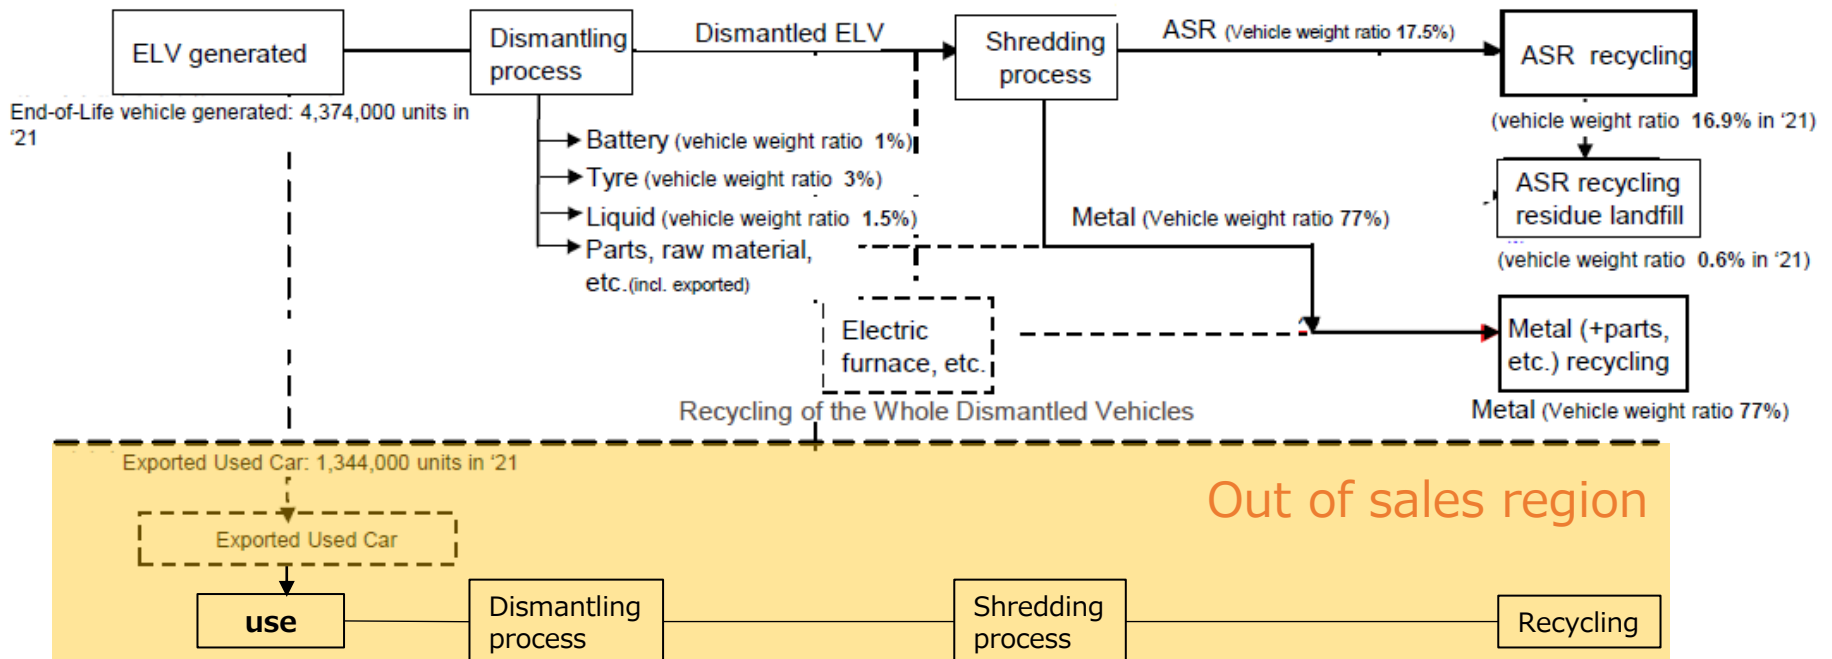 ELV generated
End-of-Life vehicle generated: 4,374,000 units in
‘21
Dismantling
process
Dismantled ELV
Shredding
process
ASR (Vehicle weight ratio 17.5%)
ASR recycling
(vehicle weight ratio 16.9% in ‘21)
ASR recycling
residue landfill
(vehicle weight ratio 0.6% in ‘21)
Battery (vehicle weight ratio 1%)
Tyre (vehicle weight ratio 3%)
Liquid (vehicle weight ratio 1.5%)
Parts, raw material,
etc.(incl. exported)
Metal (Vehicle weight ratio 77%)
Electric
furnace, etc.
Metal (+parts,
etc.) recycling
Metal (Vehicle weight ratio 77%)
Recycling of the Whole Dismantled Vehicles
Exported Used Car: 1,344,000 units in ‘21
Out of sales region
Exported Used Car
use
Dismantling
process
Shredding
process
Recycling